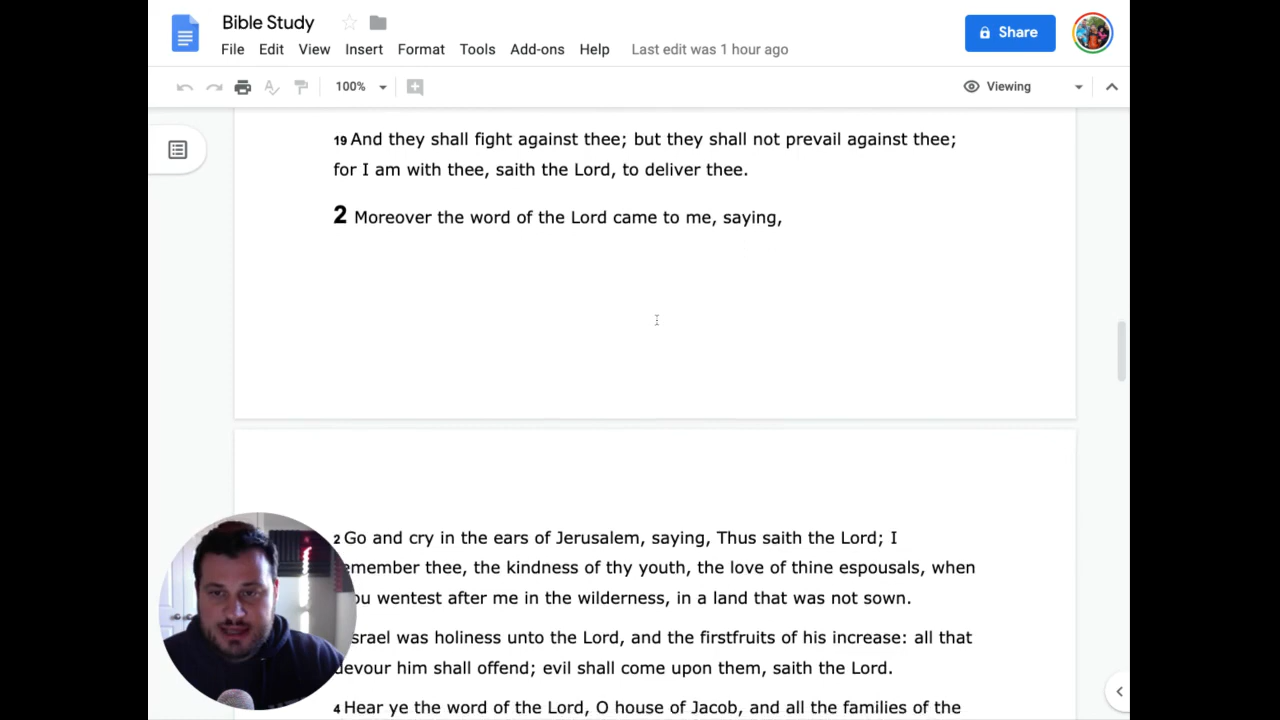 Bible Study
File Edit View Insert Format Tools Add-ons Help Last edit was 1 hour ago
Share
100%
Viewing
19 And they shall fight against thee; but they shall not prevail against thee;
for I am with thee, saith the Lord, to deliver thee.
2 Moreover the word of the Lord came to me, saying,
2 Go and cry in the ears of Jerusalem, saying, Thus saith the Lord; I
emember thee, the kindness of thy youth, the love of thine espousals, when
ou wentest after me in the wilderness, in a land that was not sown.
srael was holiness unto the Lord, and the firstfruits of his increase: all that
devour him shall offend; evil shall come upon them, saith the Lord.
4 Hear ye the word of the Lord, O house of Jacob, and all the families of the